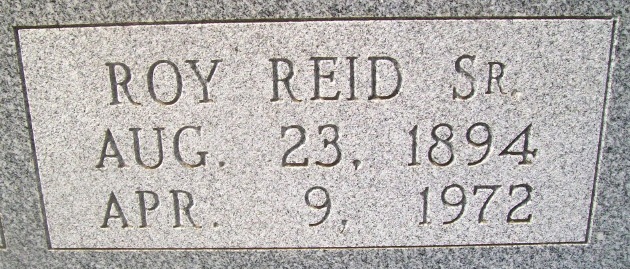 ROY REID SR.
AUG. 23, 1894
APR. 9, 1972